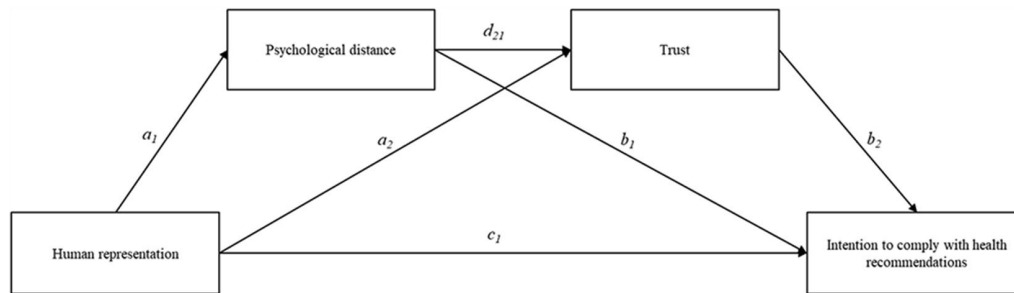 Psychological distance
d21
Trust
a1
a2
b1
b2
Human representation
c1
Intention to comply with health
recommendations